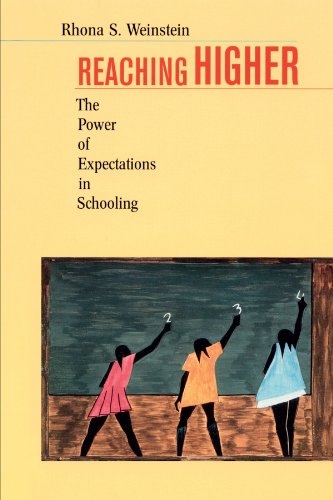 Rhona S. Weinstein
REACHING HIGHER
The
Power
of
Expectations
in
Schooling
2 3 4